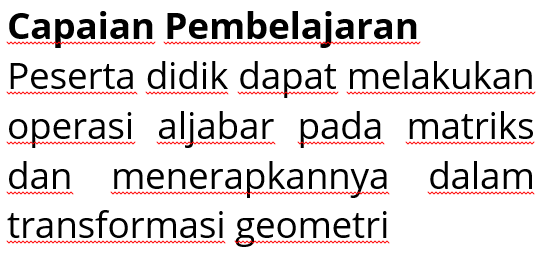 Capaian Pembelajaran
Peserta didik dapat melakukan
operasi aljabar pada matriks
dan menerapkannya dalam
transformasi geometri